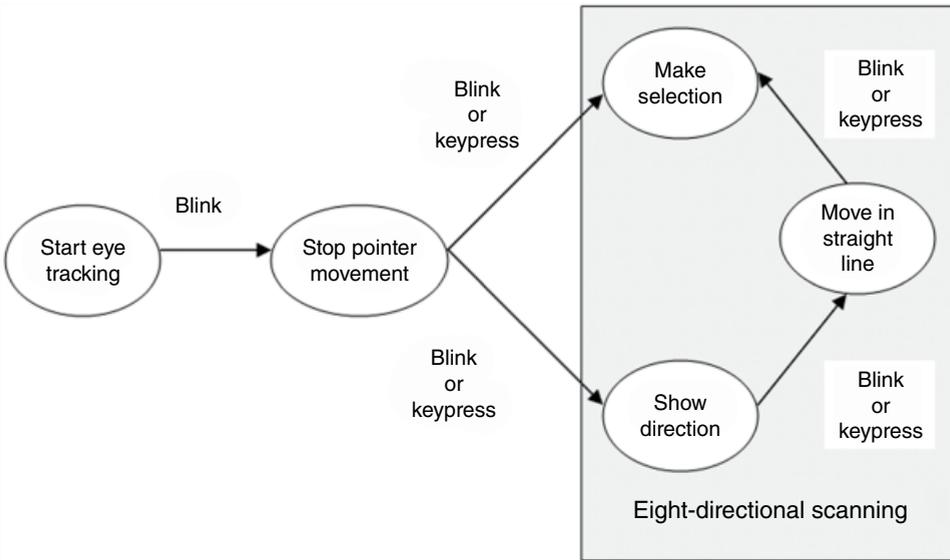 Start eye
tracking
Blink
Stop pointer
movement
Blink
or
keypress
Blink
or
keypress
Make
selection
Blink
or
keypress
Move in
straight
line
Show
direction
Blink
or
keypress
Eight-directional scanning